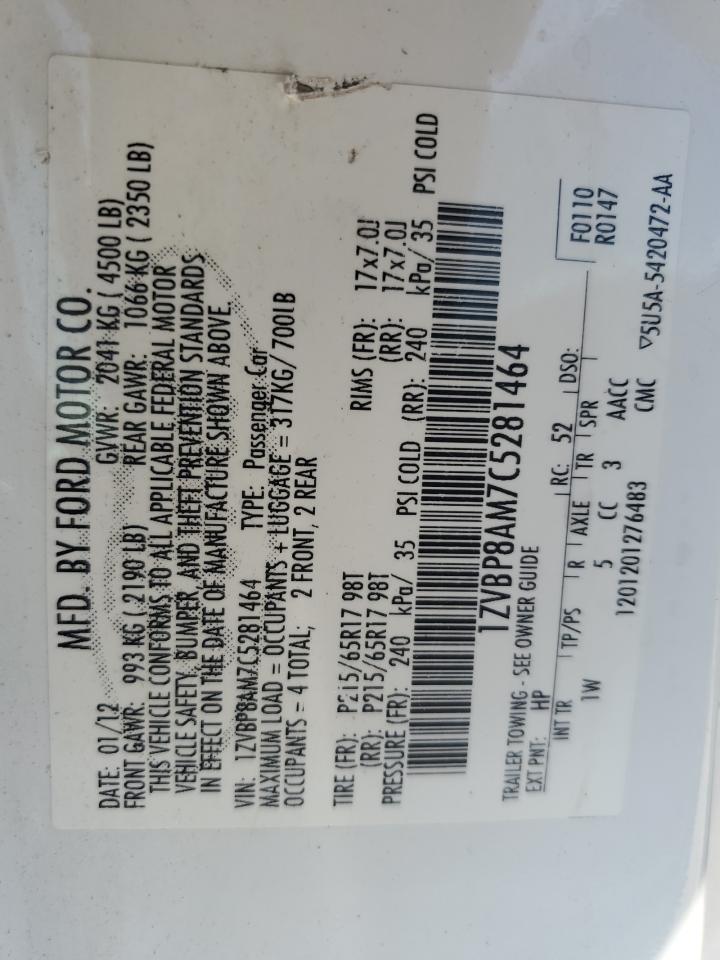 MFD. BY FORD MOTOR CO.
DATE: 01/12 GVWR: 2041 KG ( 4500 LB)
FRONT GAWR: 993 KG ( 2190 LB) REAR GAWR: 1066 KG ( 2350 LB)
THIS VEHICLE CONFORMS TO ALL APPLICABLE FEDERAL MOTOR
VEHICLE SAFETY, BUMPER, AND THEFT PREVENTION STANDARDS
IN EFFECT ON THE DATE OF MANUFACTURE SHOWN ABOVE.
VIN: 1ZVBP8AM7C5281464 TYPE: Passenger Car
MAXIMUM LOAD = OCCUPANTS + LUGGAGE = 317KG/700LB
OCCUPANTS = 4 TOTAL, 2 FRONT, 2 REAR
TIRE (FR): P215/65R17 98T RIMS (FR): 17x7.0J
(RR): P215/65R17 98T (RR): 17x7.0J
PRESSURE (FR): 240 kPa/ 35 PSI COLD (RR): 240 kPa/ 35 PSI COLD
1ZVBP8AM7C5281464
TRAILER TOWING - SEE OWNER GUIDE
EXT PNT: HP RC: 52 DSO: F0110
R0147
INT TR TP/PS R AXLE TR SPR
1W 5 CC 3 AACC
1201201276483 CMC ▽5U5A-5420472-AA